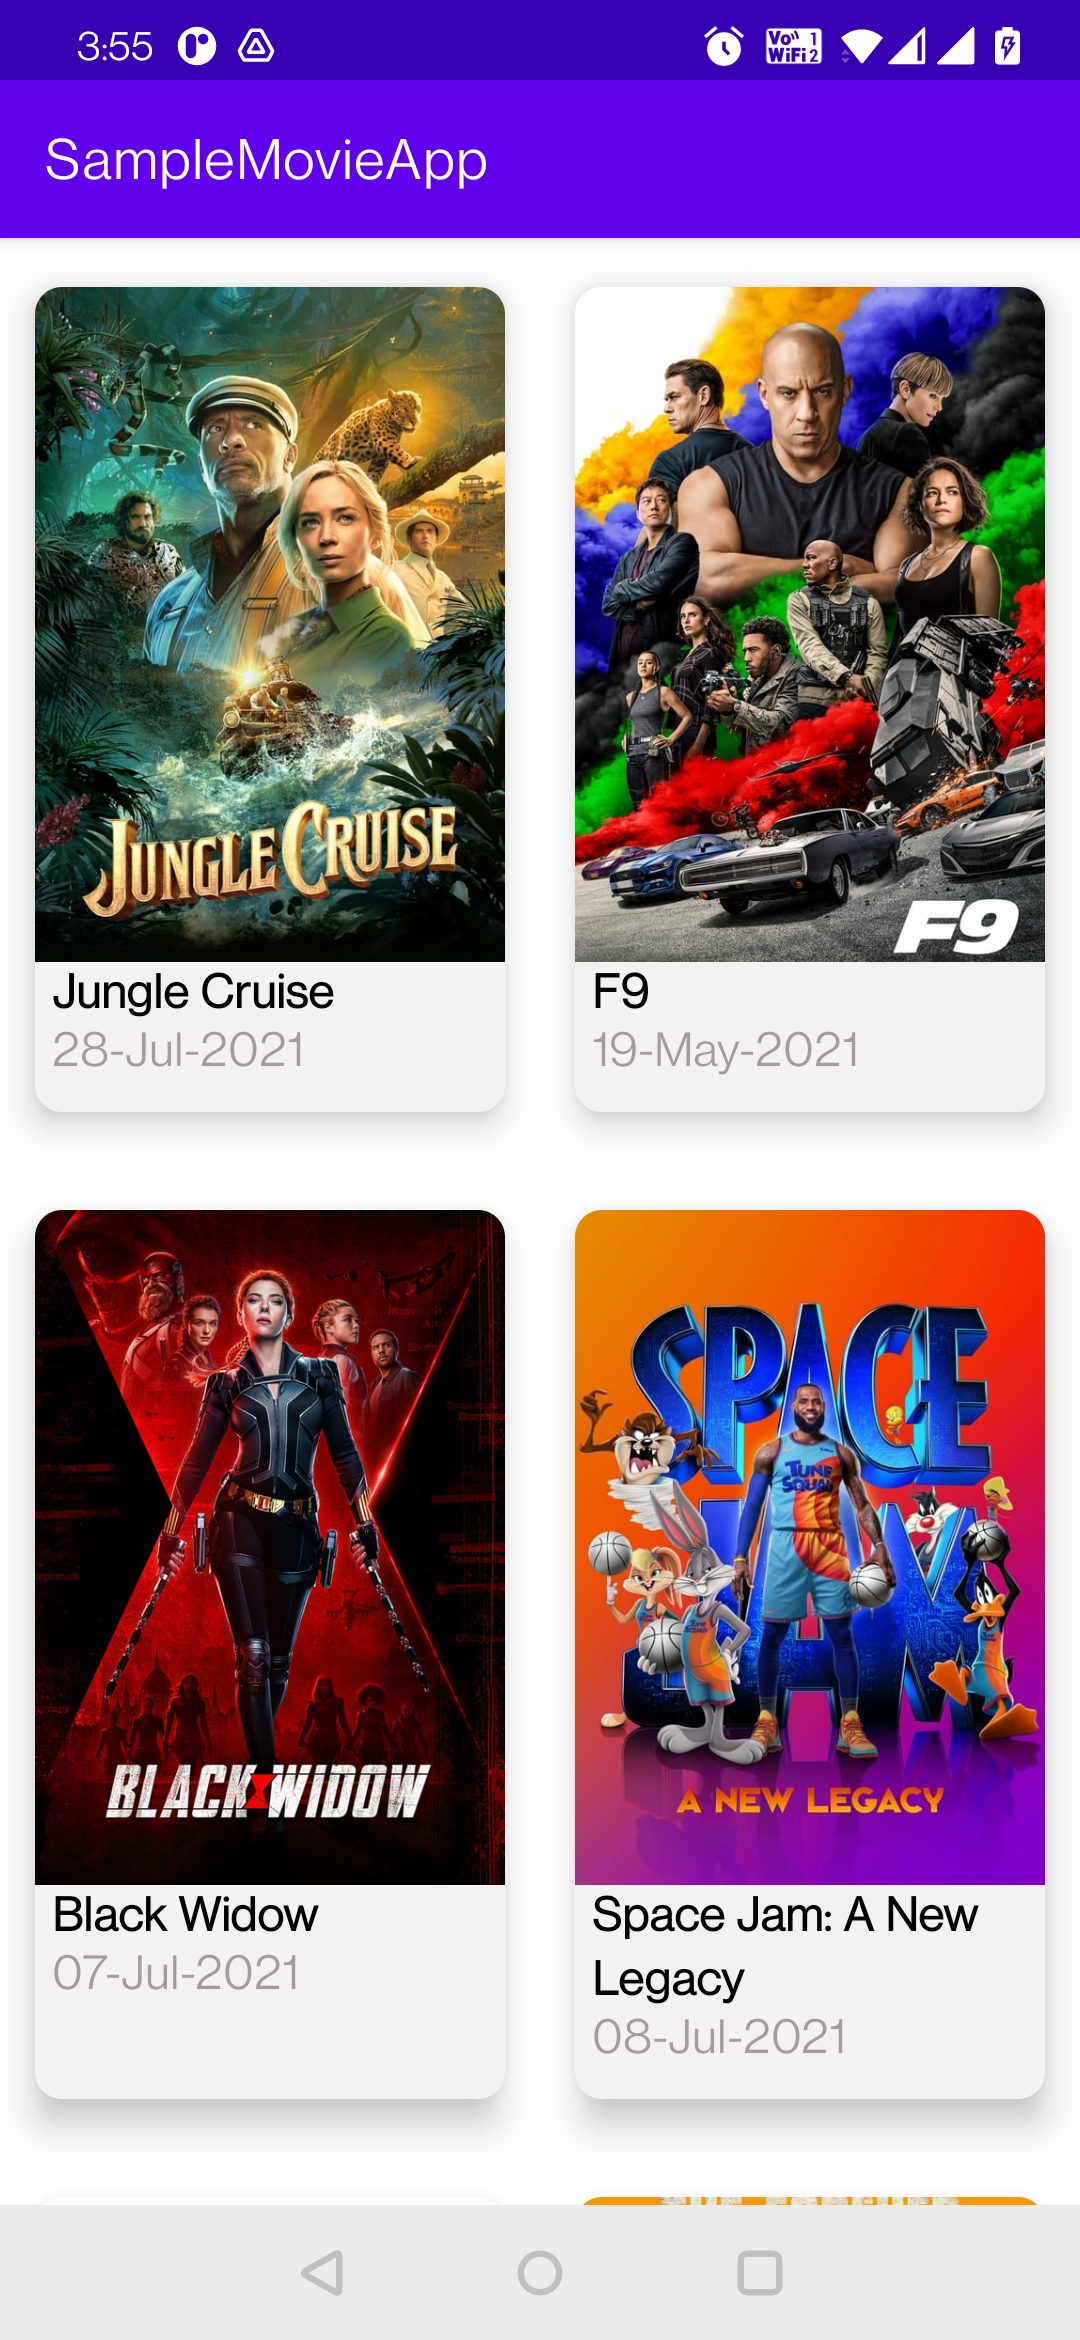 3:55
Vo 1
WiFi 2
SampleMovieApp
JUNGLE CRUISE
F9
Jungle Cruise
F9
28-Jul-2021
19-May-2021
SPACE
JAM
TUNE
SQUAD
BLACK WIDOW
A NEW LEGACY
Black Widow
Space Jam: A New
Legacy
07-Jul-2021
08-Jul-2021